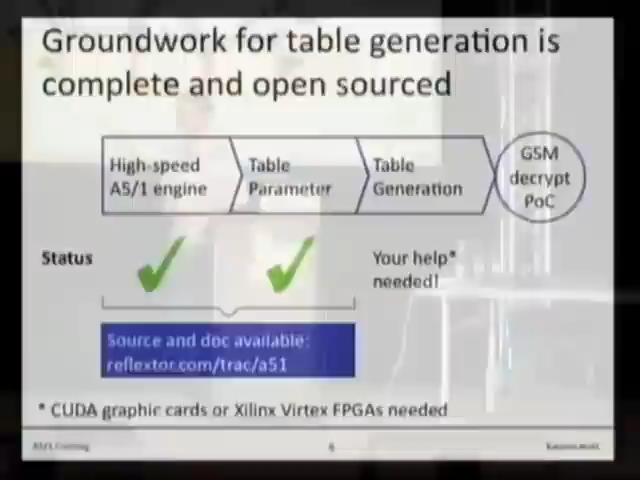 Groundwork for table generation is
complete and open sourced
High-speed
A5/1 engine
Table
Parameter
Table
Generation
GSM
decrypt
PoC
Status
Your help*
needed!
Source and doc available:
reflextor.com/trac/a51
* CUDA graphic cards or Xilinx Virtex FPGAs needed